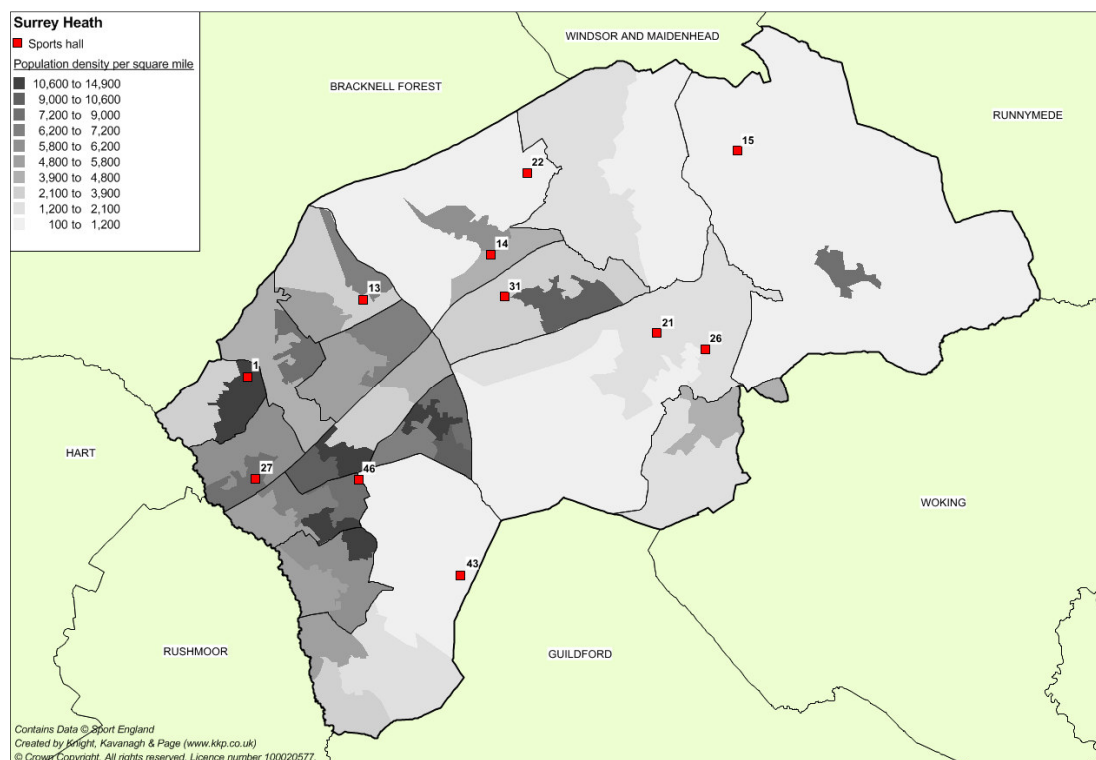 Surrey Heath
Sports hall
Population density per square mile
10,600 to 14,900
9,000 to 10,600
7,200 to 9,000
6,200 to 7,200
5,800 to 6,200
4,800 to 5,800
3,900 to 4,800
2,100 to 3,900
1,200 to 2,100
100 to 1,200
WINDSOR AND MAIDENHEAD
BRACKNELL FOREST
RUNNYMEDE
15
22
14
31
13
21
26
1
HART
27
46
WOKING
43
RUSHMOOR
GUILDFORD
Contains Data © Sport England
Created by Knight, Kavanagh & Page (www.kkp.co.uk)
© Crown Copyright. All rights reserved. Licence number 100020577.